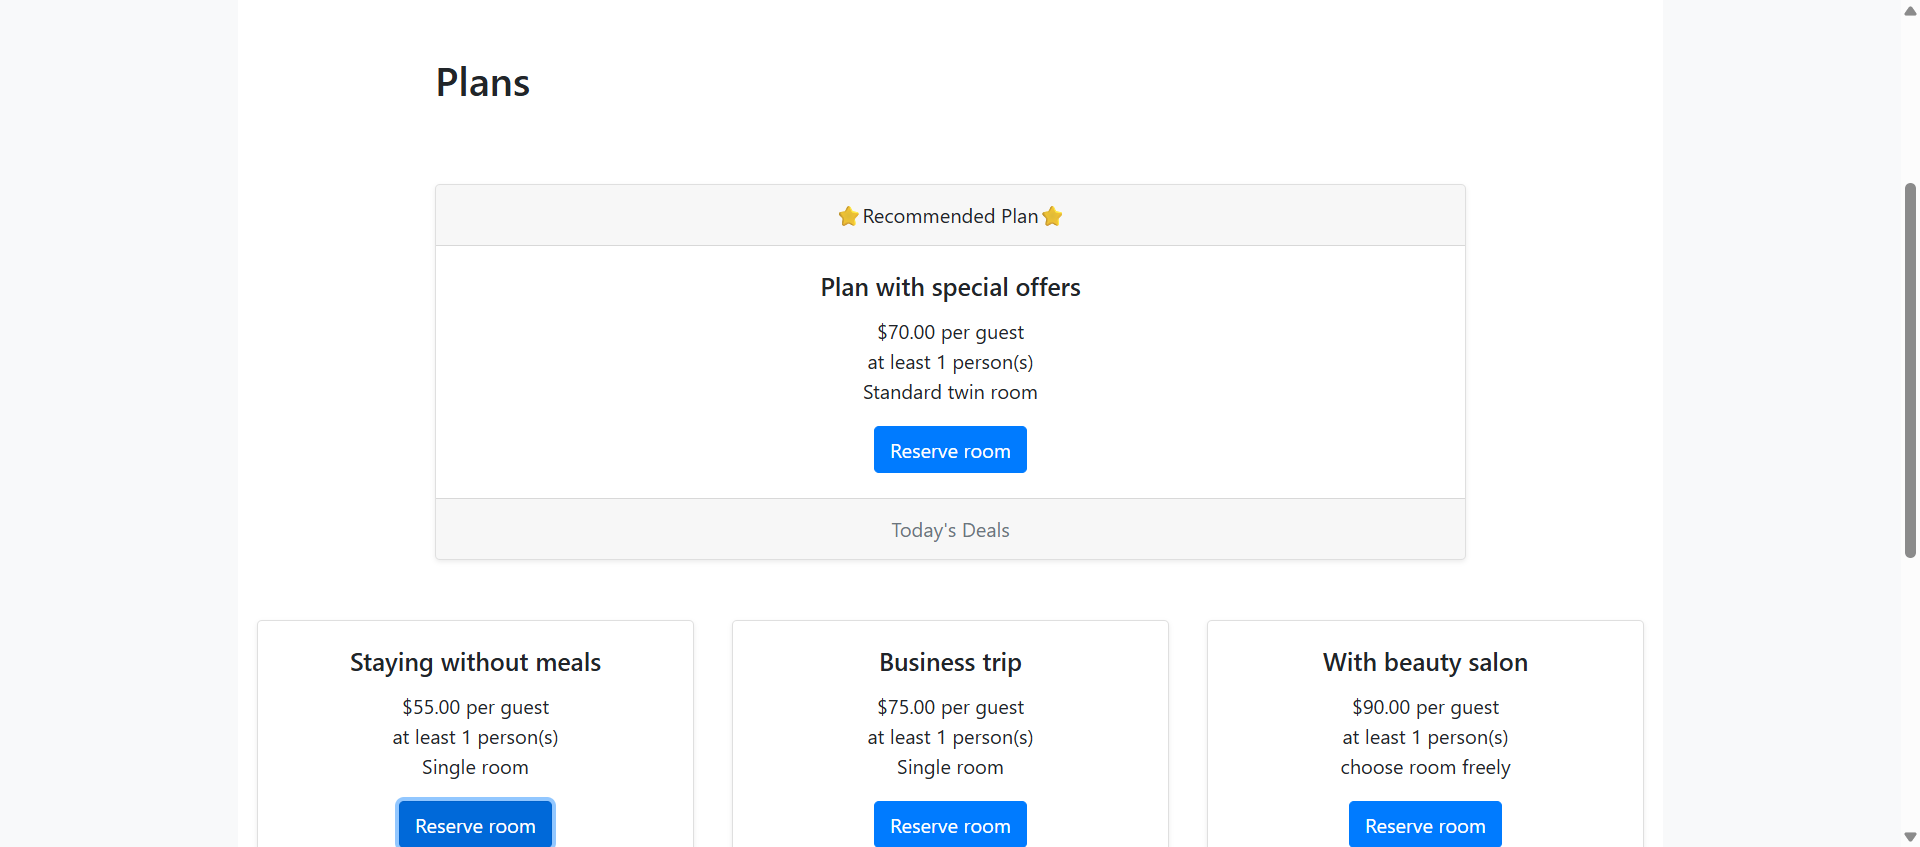 Plans
⭐Recommended Plan⭐
Plan with special offers
$70.00 per guest
at least 1 person(s)
Standard twin room
Reserve room
Today's Deals
Staying without meals
$55.00 per guest
at least 1 person(s)
Single room
Reserve room
Business trip
$75.00 per guest
at least 1 person(s)
Single room
Reserve room
With beauty salon
$90.00 per guest
at least 1 person(s)
choose room freely
Reserve room